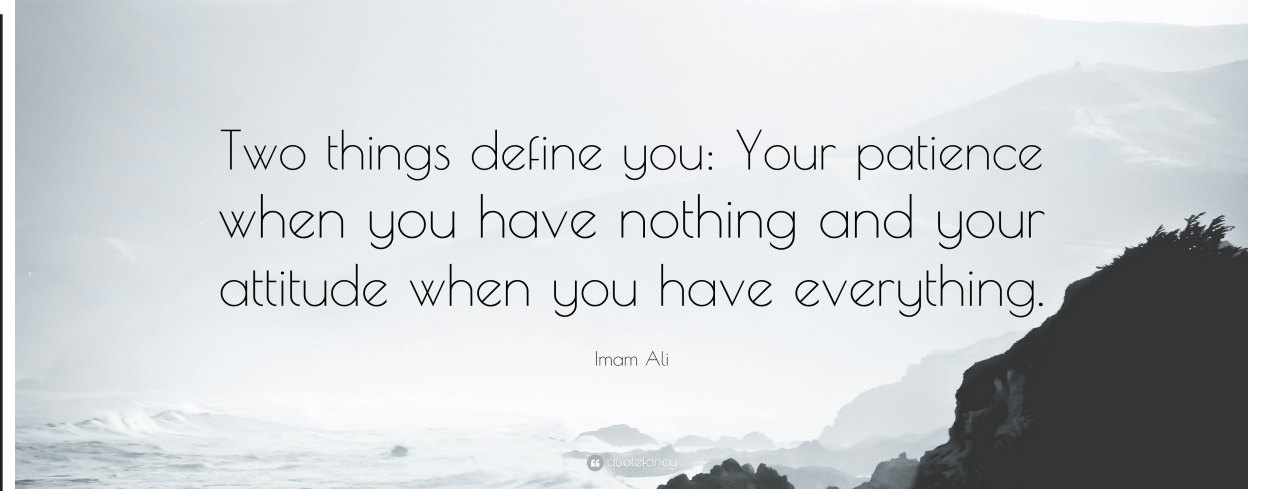 Two things define you: Your patience
when you have nothing and your
attitude when you have everything.
Imam Ali
quotefancy